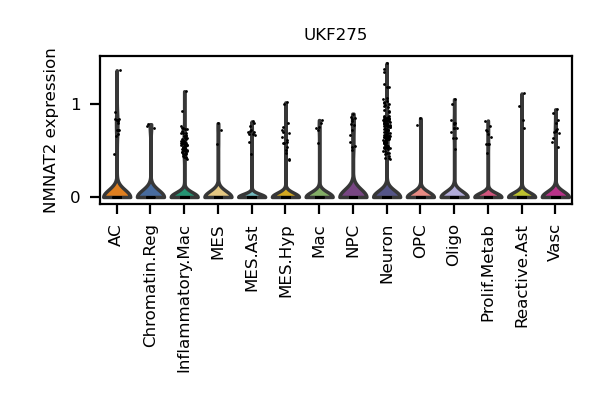 UKF275
NMNAT2 expression
1
0
AC
Chromatin.Reg
Inflammatory.Mac
MES
MES.Ast
MES.Hyp
Mac
NPC
Neuron
OPC
Oligo
Prolif.Metab
Reactive.Ast
Vasc